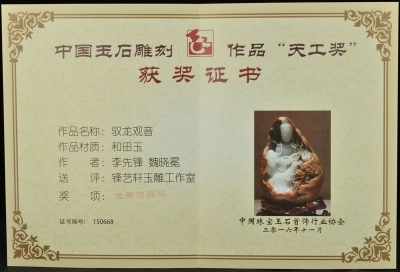 中国玉石雕刻 作品“天工奖”
获奖证书
作品名称：驭龙观音
作品材质：和田玉
作 者：李先锋 魏晓冕
送 评：锋艺轩玉雕工作室
奖 项：
证书编号：150668
中国珠宝玉石首饰行业协会
二零一六年十一月